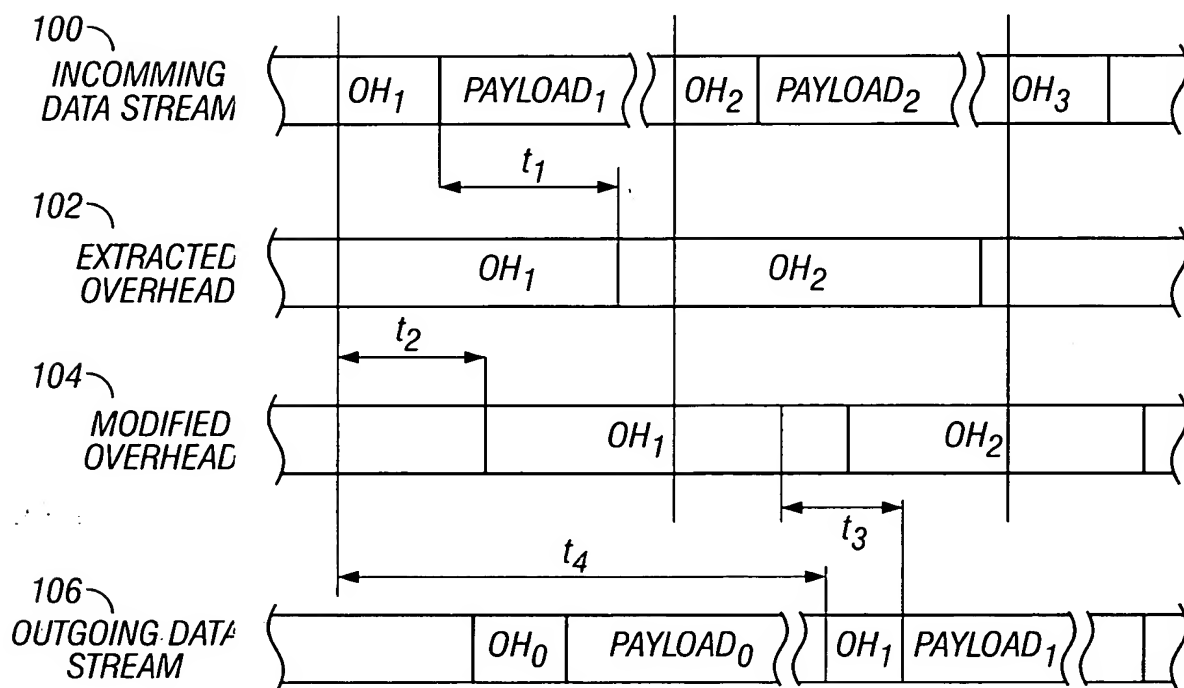 100
INCOMMING
DATA STREAM
OH1 PAYLOAD1 OH2 PAYLOAD2 OH3
t1
102
EXTRACTED
OVERHEAD
OH1 OH2
t2
104
MODIFIED
OVERHEAD
OH1 OH2
t3
t4
106
OUTGOING DATA
STREAM
OH0 PAYLOAD0 OH1 PAYLOAD1